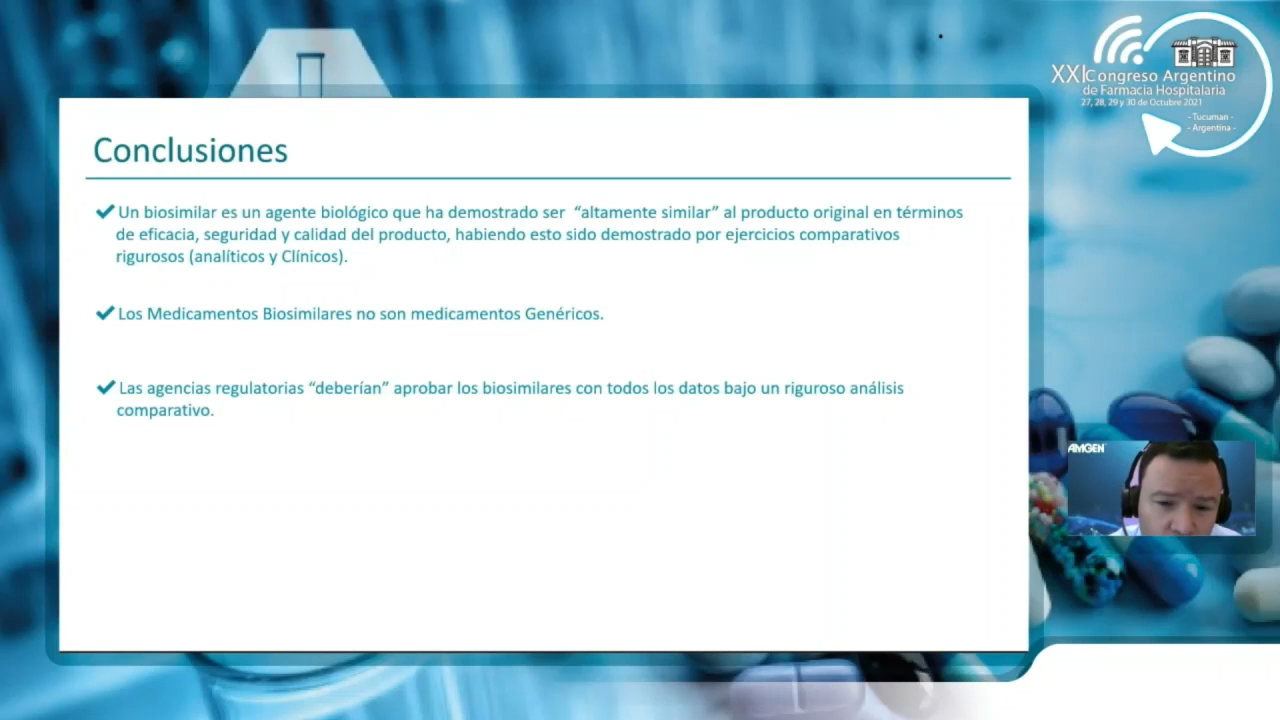 XXI Congreso Argentino
de Farmacia Hospitalaria
27, 28, 29 y 30 de Octubre 2021
- Tucuman -
- Argentina -
Conclusiones
Un biosimilar es un agente biológico que ha demostrado ser “altamente similar” al producto original en términos
de eficacia, seguridad y calidad del producto, habiendo esto sido demostrado por ejercicios comparativos
rigurosos (analíticos y Clínicos).
Los Medicamentos Biosimilares no son medicamentos Genéricos.
Las agencias regulatorias “deberían” aprobar los biosimilares con todos los datos bajo un riguroso análisis
comparativo.
AMGEN